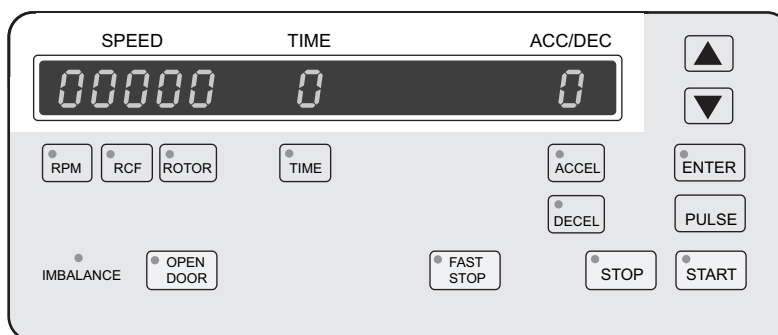 SPEED TIME ACC/DEC
00000 0 0
RPM RCF ROTOR TIME ACCEL ENTER
DECEL PULSE
IMBALANCE OPEN DOOR FAST STOP STOP START